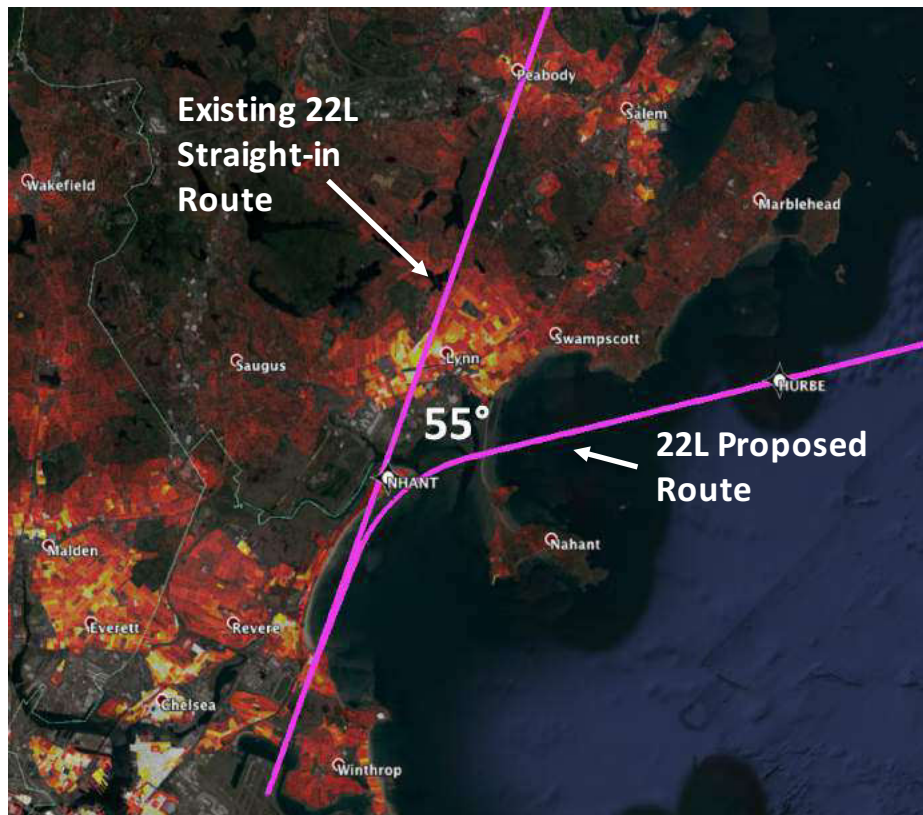 Peabody
Existing 22L
Straight-in
Route
Salem
Wakefield
Marblehead
Swampscott
Lynn
Saugus
HURBE
55°
22L Proposed
Route
NHANT
Nahant
Malden
Everett
Revere
Chelsea
Winthrop